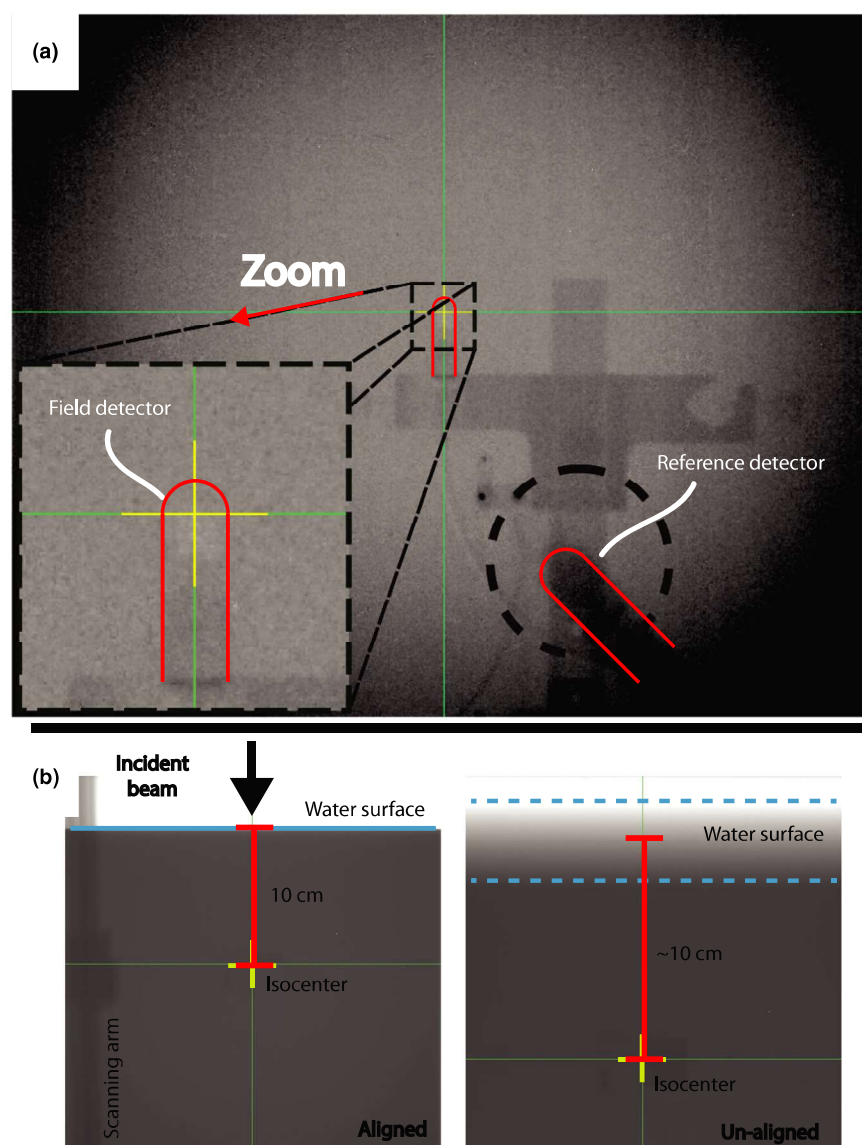 (a)
Zoom
Field detector
Reference detector
(b)
Incident
beam
Water surface
10 cm
Isocenter
Scanning arm
Aligned
Water surface
~10 cm
Isocenter
Un-aligned